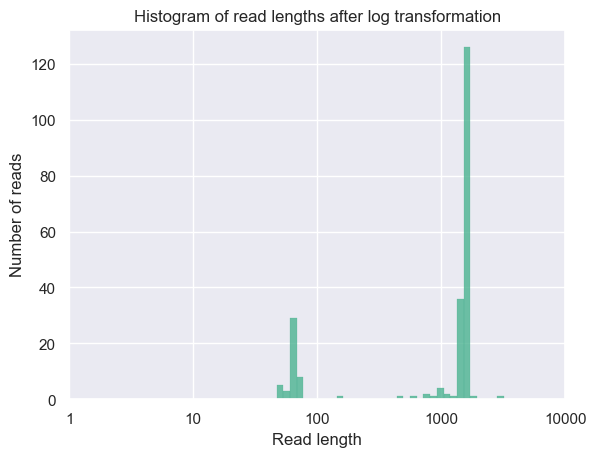 Histogram of read lengths after log transformation
Number of reads
120
100
80
60
40
20
0
1 10 100 1000 10000
Read length